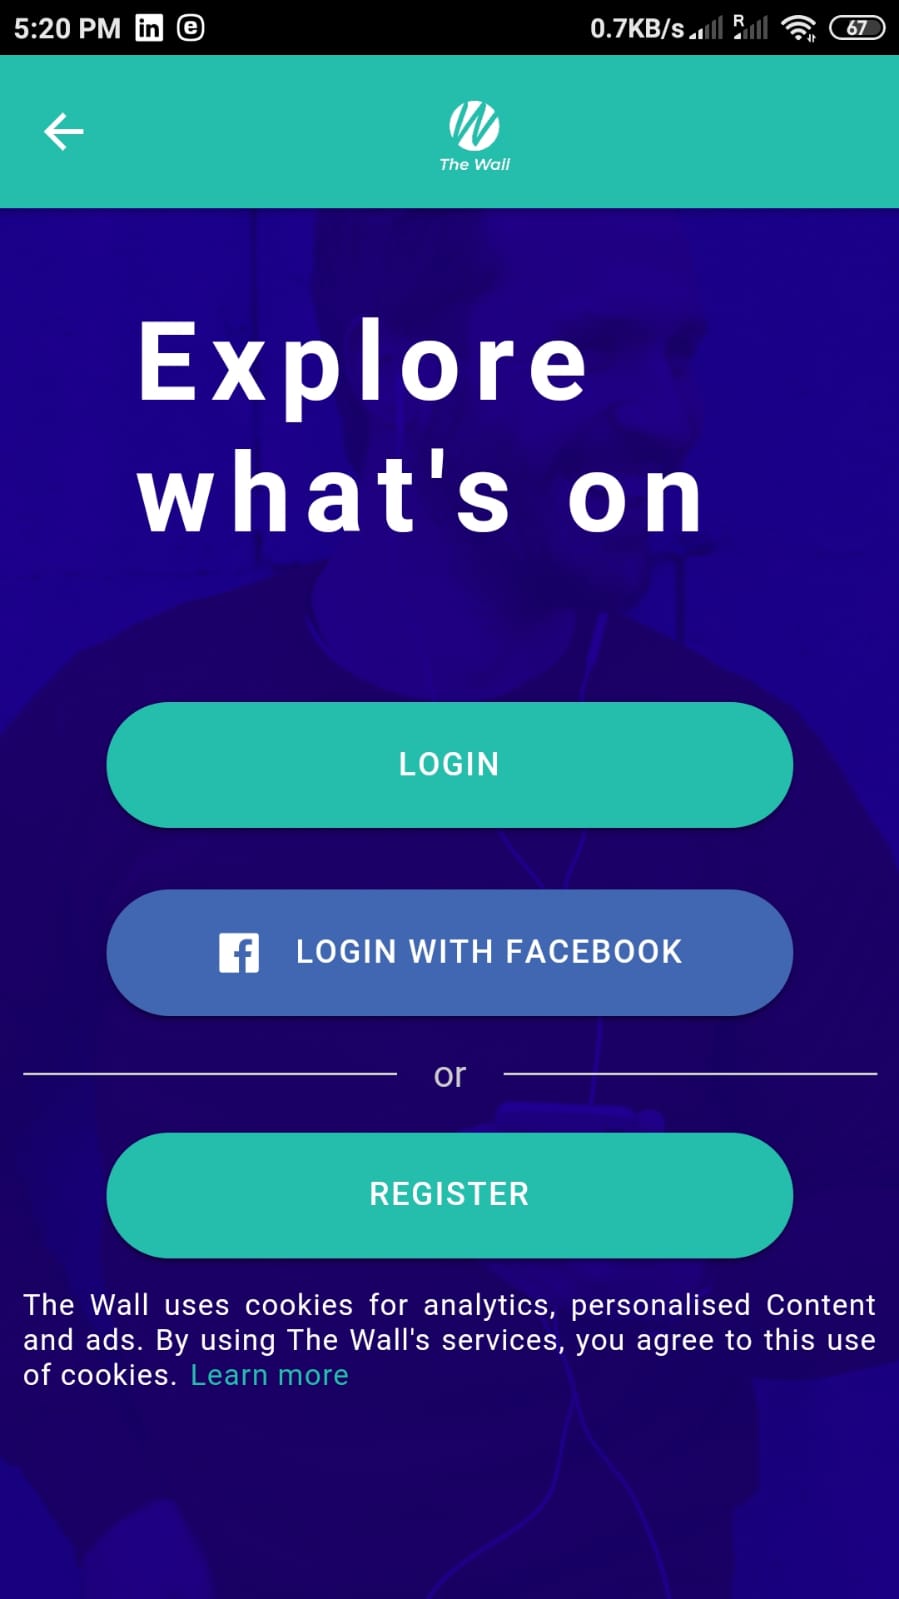 5:20 PM in e 0.7KB/s R 67
The Wall
Explore
what's on
LOGIN
f LOGIN WITH FACEBOOK
or
REGISTER
The Wall uses cookies for analytics, personalised Content
and ads. By using The Wall's services, you agree to this use
of cookies. Learn more